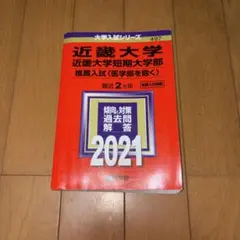 大学入試シリーズ
近畿大学
近畿大学短期大学部
推薦入試〈医学部を除く〉
最近2カ年
傾向と対策
過去問
解答
2021